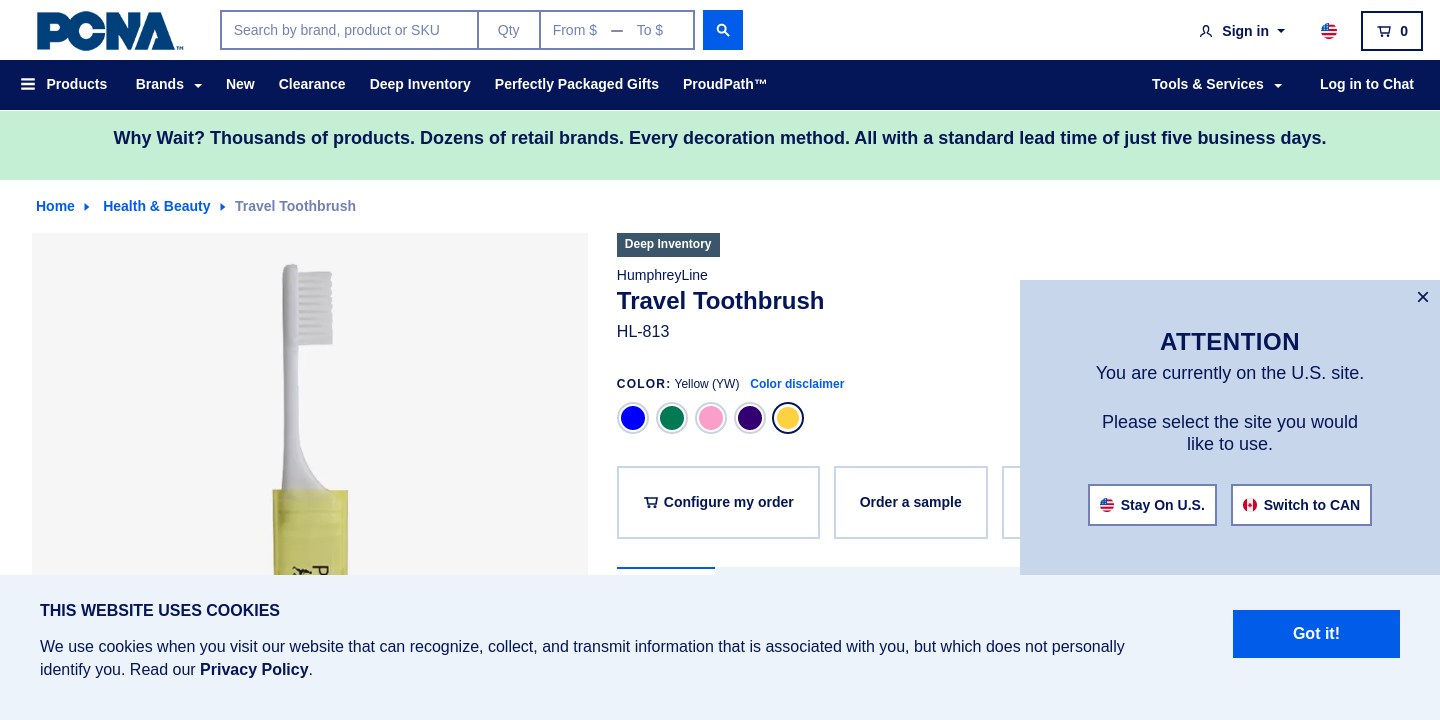 PCNA™
Search by brand, product or SKU
Qty
From $ — To $
Sign in
0
Products
Brands
New
Clearance
Deep Inventory
Perfectly Packaged Gifts
ProudPath™
Tools & Services
Log in to Chat
Why Wait? Thousands of products. Dozens of retail brands. Every decoration method. All with a standard lead time of just five business days.
Home
Health & Beauty
Travel Toothbrush
Deep Inventory
HumphreyLine
Travel Toothbrush
HL-813
COLOR: Yellow (YW) Color disclaimer
Configure my order
Order a sample
×
ATTENTION
You are currently on the U.S. site.
Please select the site you would
like to use.
Stay On U.S.
Switch to CAN
THIS WEBSITE USES COOKIES
We use cookies when you visit our website that can recognize, collect, and transmit information that is associated with you, but which does not personally
identify you. Read our Privacy Policy.
Got it!